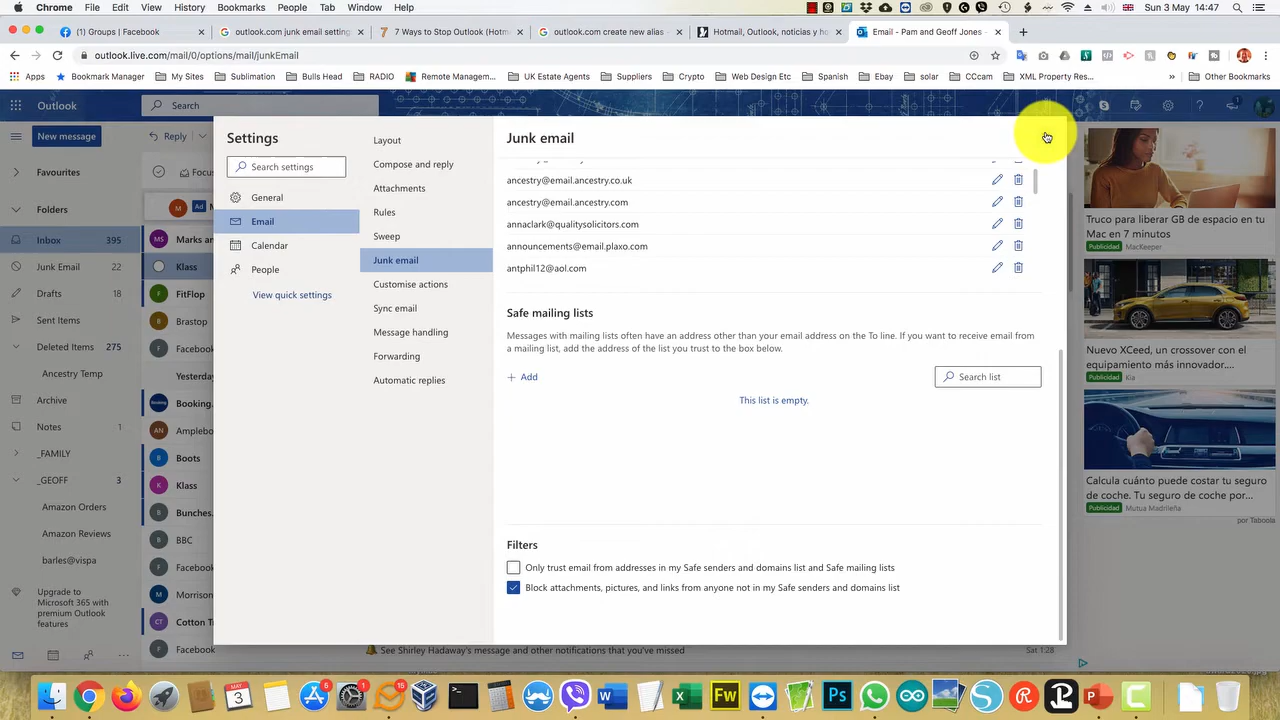 Chrome File Edit View History Bookmarks People Tab Window Help
Sun 3 May 14:47
(1) Groups | Facebook
outlook.com junk email setting
7 Ways to Stop Outlook (Hotm
outlook.com create new alias -
Hotmail, Outlook, noticias y ho
Email - Pam and Geoff Jones -
outlook.live.com/mail/0/options/mail/junkEmail
Apps Bookmark Manager My Sites Sublimation Bulls Head RADIO Remote Managem... UK Estate Agents Suppliers Crypto Web Design Etc Spanish Ebay solar CCcam XML Property Res... » Other Bookmarks
Outlook
Search
New message
Reply
Favourites
Folders
Inbox 395
Junk Email 22
Drafts 18
Sent Items
Deleted Items 275
Ancestry Temp
Archive
Notes 1
_FAMILY
_GEOFF 3
Amazon Orders
Amazon Reviews
barles@vispa
Upgrade to
Microsoft 365 with
premium Outlook
features
Focus
M Ad
MS Marks an
Klass
F FitFlop
B Brastop
F Facebook
Yesterday
Booking.
A Ampleb
B Boots
K Klass
B Bunches.
B BBC
F Facebook
M Morrison
CT Cotton T
F Facebook
See Shirley Hadaway's message and other notifications that you've missed
Sat 1:28
Settings
Search settings
General
Email
Calendar
People
View quick settings
Layout
Compose and reply
Attachments
Rules
Sweep
Junk email
Customise actions
Sync email
Message handling
Forwarding
Automatic replies
Junk email
ancestry@email.ancestry.co.uk
ancestry@email.ancestry.com
annaclark@qualitysolicitors.com
announcements@email.plaxo.com
antphil12@aol.com
Safe mailing lists
Messages with mailing lists often have an address other than your email address on the To line. If you want to receive email from
a mailing list, add the address of the list you trust to the box below.
Add
Search list
This list is empty.
Filters
Only trust email from addresses in my Safe senders and domains list and Safe mailing lists
Block attachments, pictures, and links from anyone not in my Safe senders and domains list
Truco para liberar GB de espacio en tu
Mac en 7 minutos
Publicidad MacKeeper
Nuevo XCeed, un crossover con el
equipamiento más innovador....
Publicidad Kia
Calcula cuánto puede costar tu seguro
de coche. Tu seguro de coche por...
Publicidad Mutua Madrileña
por Taboola